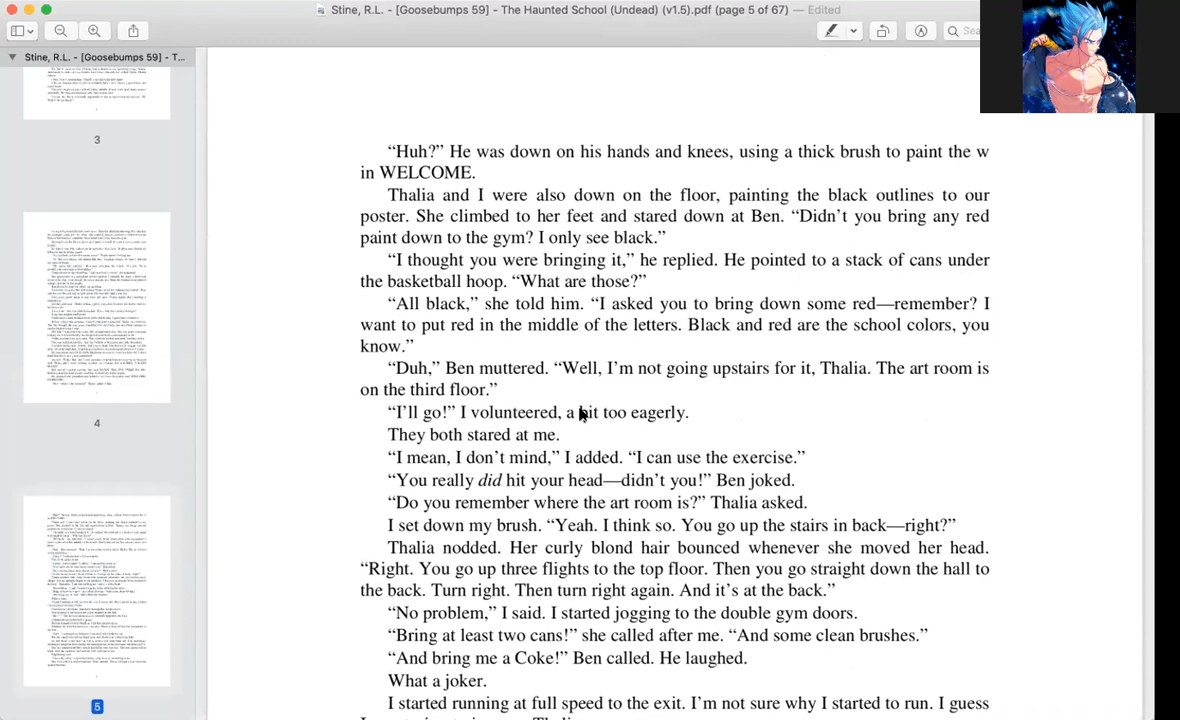 Stine, R.L. - [Goosebumps 59] - The Haunted School (Undead) (v1.5).pdf (page 5 of 67) — Edited
Stine, R.L. - [Goosebumps 59] - T...
3
4
5
“Huh?” He was down on his hands and knees, using a thick brush to paint the w
in WELCOME.
Thalia and I were also down on the floor, painting the black outlines to our
poster. She climbed to her feet and stared down at Ben. “Didn’t you bring any red
paint down to the gym? I only see black.”
“I thought you were bringing it,” he replied. He pointed to a stack of cans under
the basketball hoop. “What are those?”
“All black,” she told him. “I asked you to bring down some red—remember? I
want to put red in the middle of the letters. Black and red are the school colors, you
know.”
“Duh,” Ben muttered. “Well, I’m not going upstairs for it, Thalia. The art room is
on the third floor.”
“I’ll go!” I volunteered, a bit too eagerly.
They both stared at me.
“I mean, I don’t mind,” I added. “I can use the exercise.”
“You really did hit your head—didn’t you!” Ben joked.
“Do you remember where the art room is?” Thalia asked.
I set down my brush. “Yeah. I think so. You go up the stairs in back—right?”
Thalia nodded. Her curly blond hair bounced whenever she moved her head.
“Right. You go up two flights to the top floor. Then you go straight down the hall to
the back. Turn right. Then turn right again. And it’s at the back.”
“No problem,” I said. I started jogging to the double gym doors.
“Bring at least two cans!” she called after me. “And some clean brushes.”
“And bring me a Coke!” Ben called. He laughed.
What a joker.
I started running at full speed to the exit. I’m not sure why I started to run. I guess